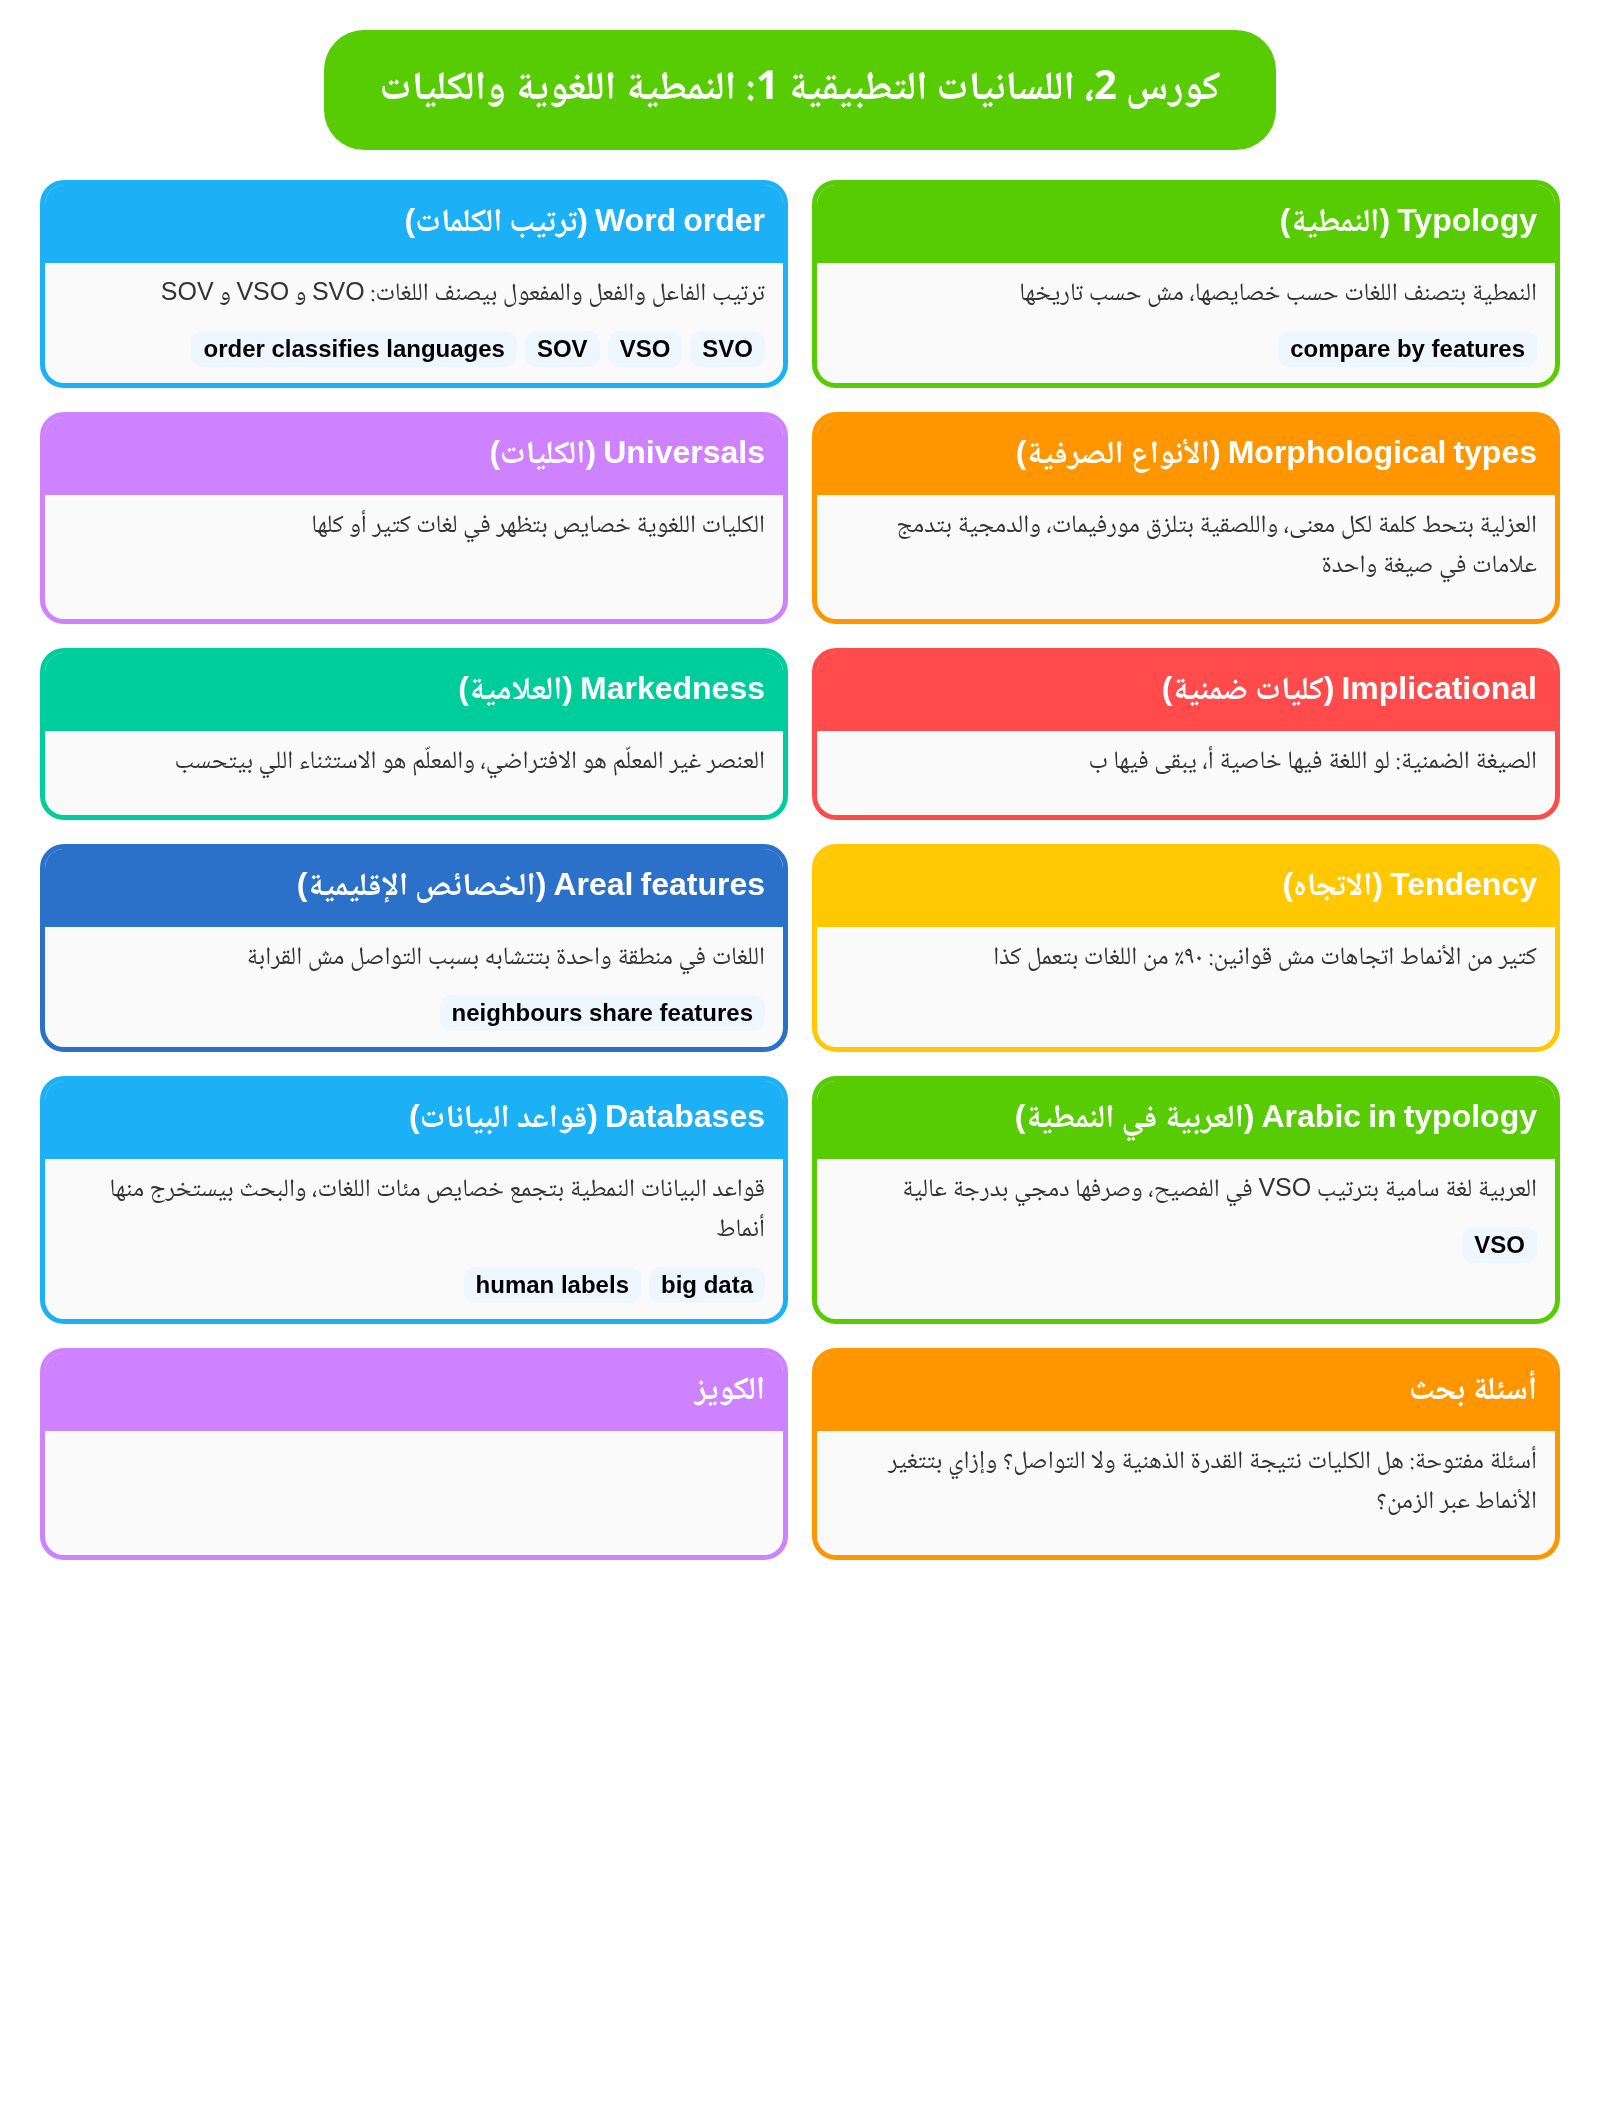 كورس 2، اللسانيات التطبيقية 1: النمطية اللغوية والكليات
Typology (النمطية)
النمطية بتصنف اللغات حسب خصايصها، مش حسب تاريخها
compare by features
Word order (ترتيب الكلمات)
ترتيب الفاعل والفعل والمفعول بيصنف اللغات: SVO و VSO و SOV
SVO VSO SOV order classifies languages
Morphological types (الأنواع الصرفية)
العزلية بتحط كلمة لكل معنى، واللصقية بتلزق مورفيمات، والدمجية بتدمج
علامات في صيغة واحدة
Universals (الكليات)
الكليات اللغوية خصايص بتظهر في لغات كتير أو كلها
Implicational (كليات ضمنية)
الصيغة الضمنية: لو اللغة فيها خاصية أ، يبقى فيها ب
Markedness (العلامية)
العنصر غير المعلّم هو الافتراضي، والمعلّم هو الاستثناء اللي بيتحسب
Tendency (الاتجاه)
كتير من الأنماط اتجاهات مش قوانين: ٩٠٪ من اللغات بتعمل كذا
Areal features (الخصائص الإقليمية)
اللغات في منطقة واحدة بتتشابه بسبب التواصل مش القرابة
neighbours share features
Arabic in typology (العربية في النمطية)
العربية لغة سامية بترتيب VSO في الفصيح، وصرفها دمجي بدرجة عالية
VSO
Databases (قواعد البيانات)
قواعد البيانات النمطية بتجمع خصايص مئات اللغات، والبحث بيستخرج منها
أنماط
big data human labels
أسئلة بحث
أسئلة مفتوحة: هل الكليات نتيجة القدرة الذهنية ولا التواصل؟ وإزاي بتتغير
الأنماط عبر الزمن؟
الكويز